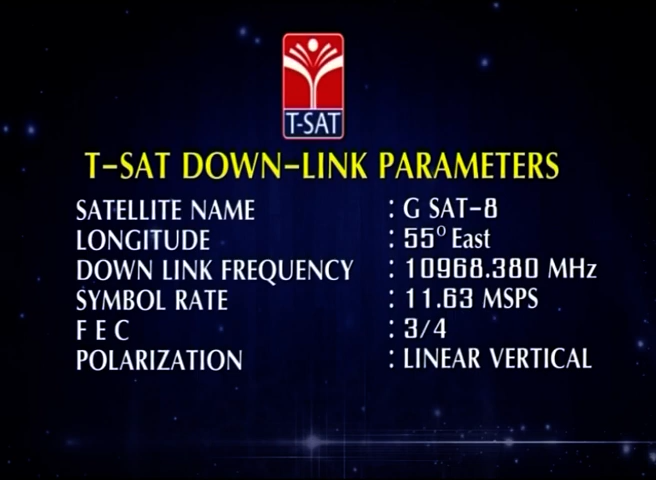 T-SAT
T-SAT DOWN-LINK PARAMETERS
SATELLITE NAME : G SAT-8
LONGITUDE : 55° East
DOWN LINK FREQUENCY : 10968.380 MHz
SYMBOL RATE : 11.63 MSPS
F E C : 3/4
POLARIZATION : LINEAR VERTICAL